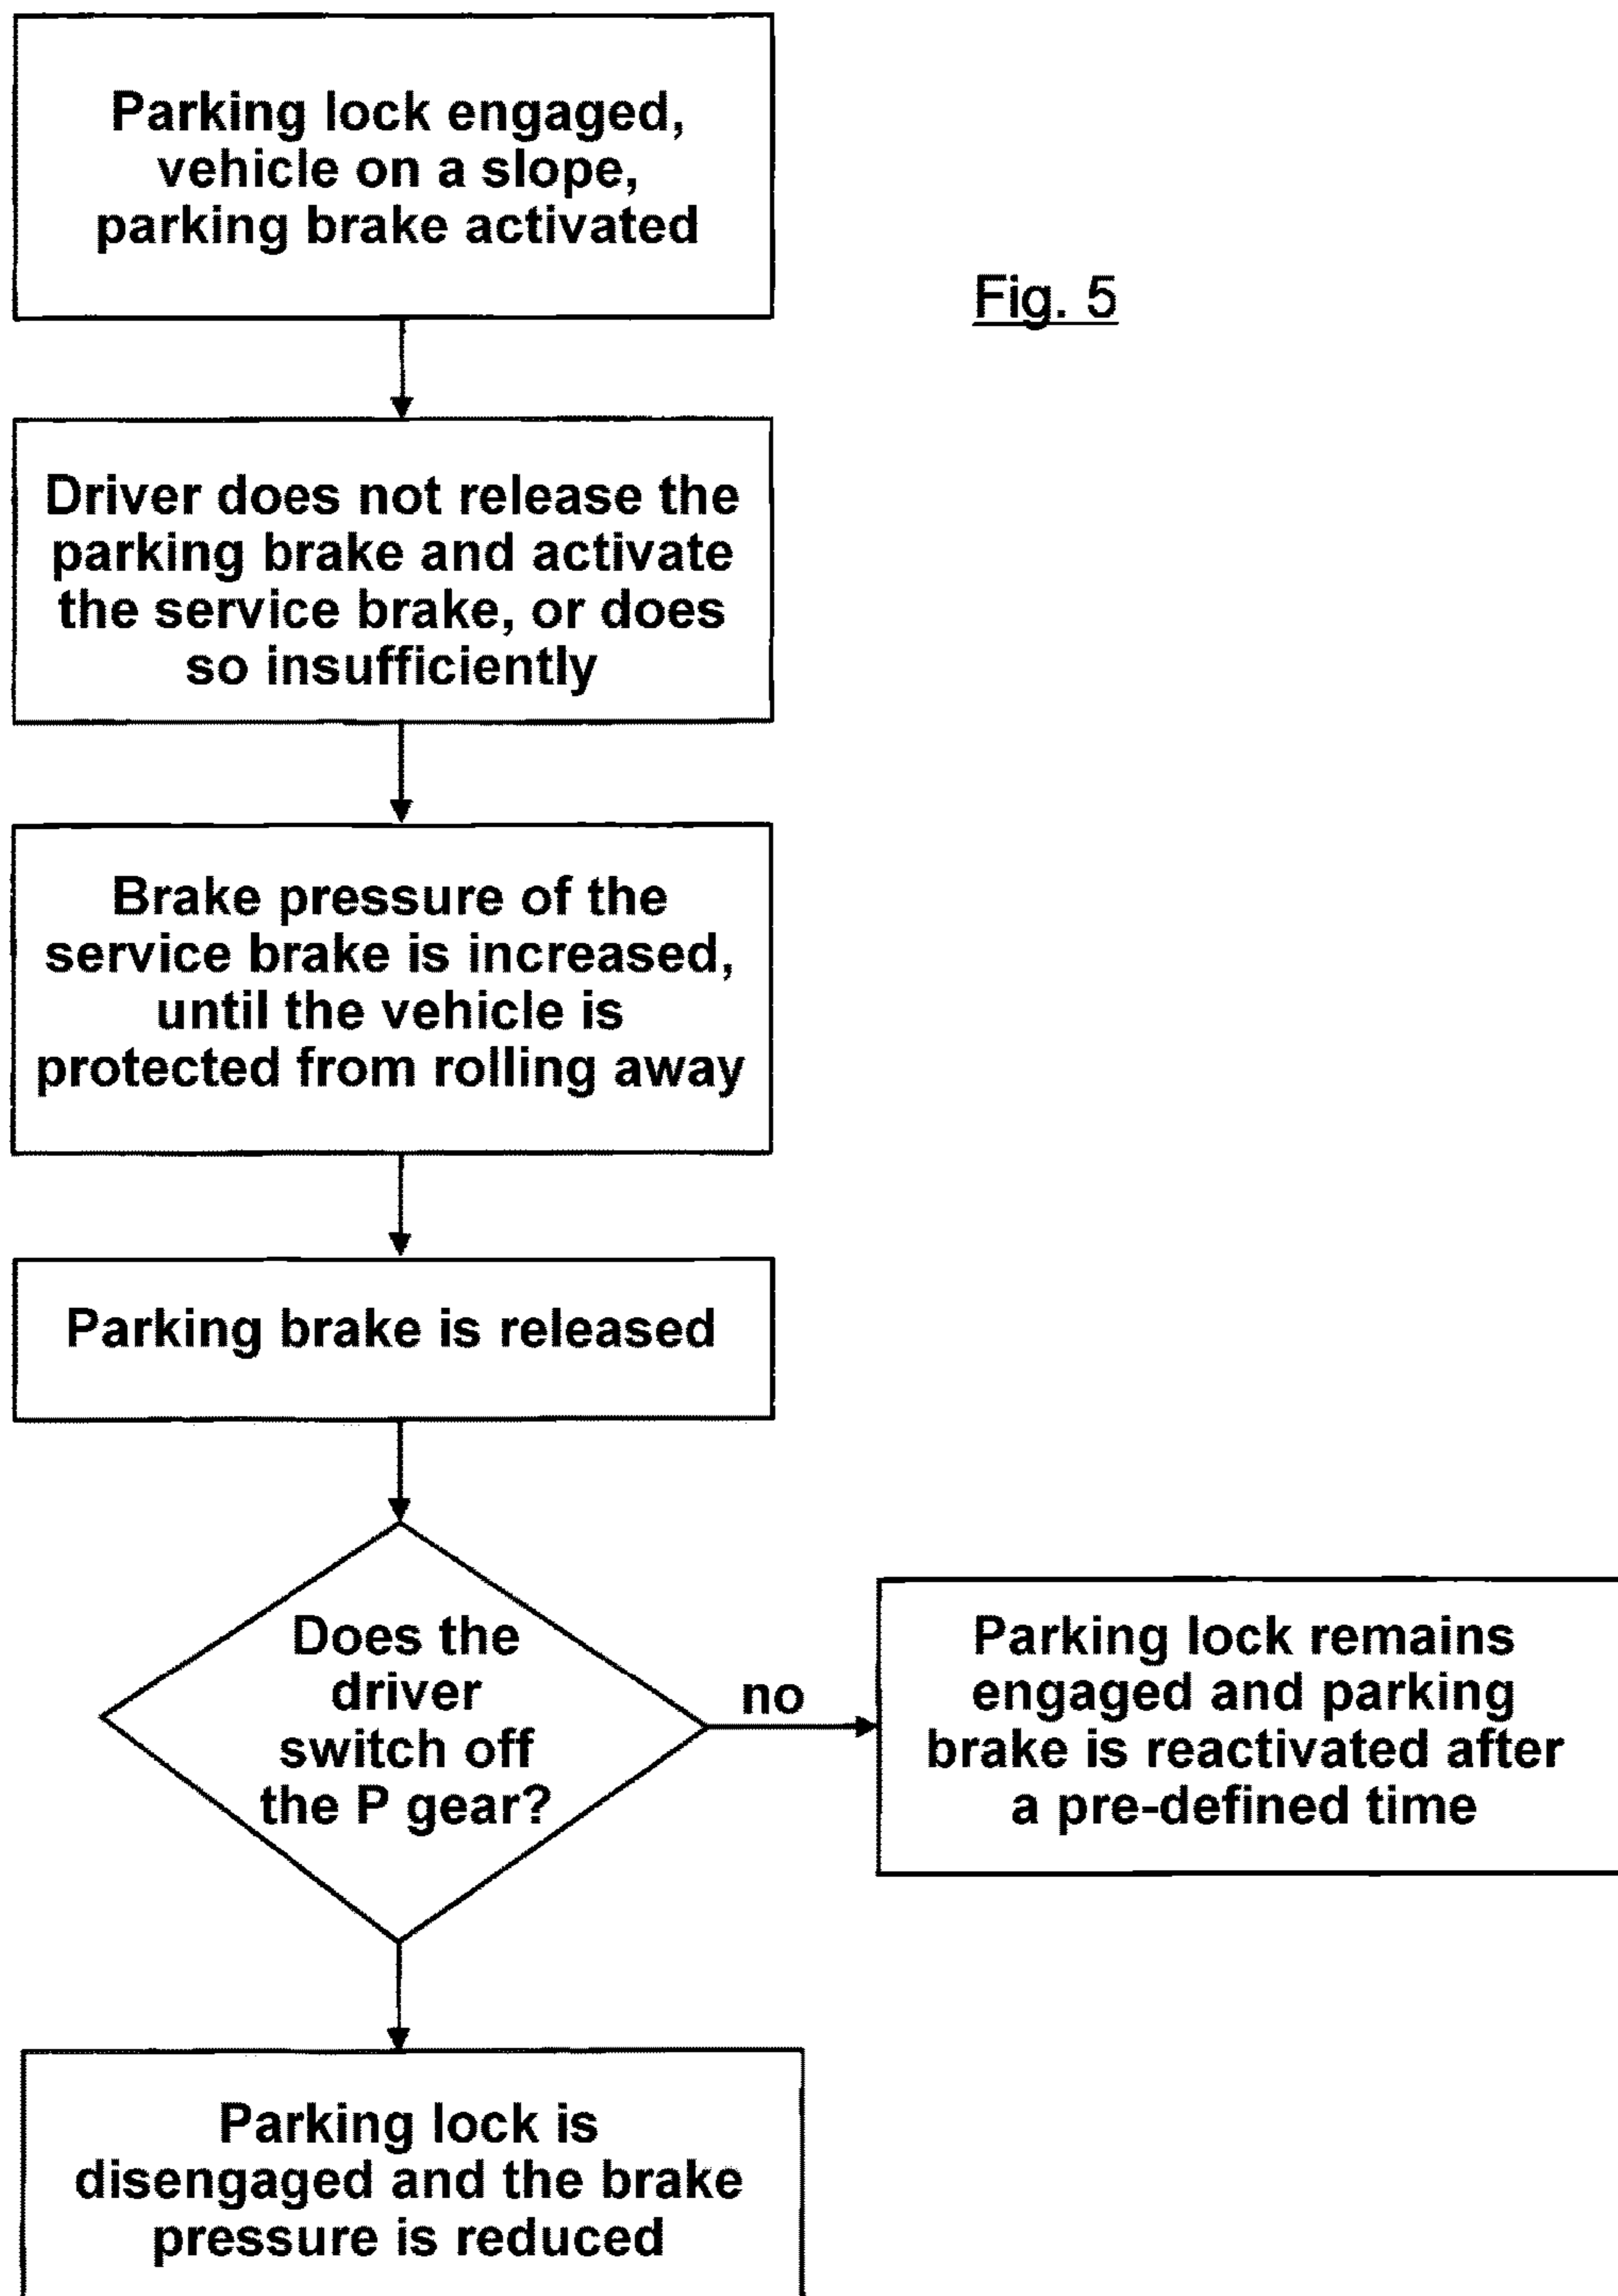 Parking lock engaged,
vehicle on a slope,
parking brake activated
Fig. 5
Driver does not release the
parking brake and activate
the service brake, or does
so insufficiently
Brake pressure of the
service brake is increased,
until the vehicle is
protected from rolling away
Parking brake is released
Does the
driver
switch off
the P gear?
no
Parking lock remains
engaged and parking
brake is reactivated after
a pre-defined time
Parking lock is
disengaged and the brake
pressure is reduced